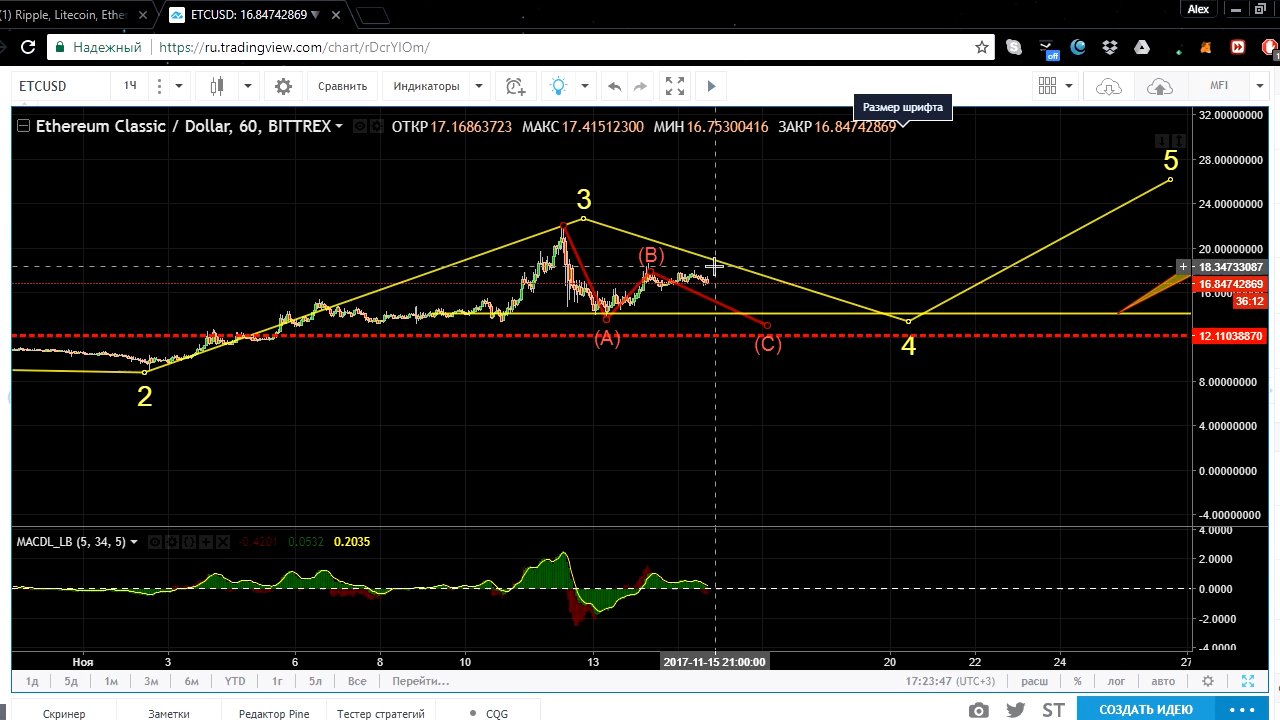 Alex
(1) Ripple, Litecoin, Ether
ETCUSD: 16.84742869 ▼
Надежный https://ru.tradingview.com/chart/rDcrYIOm/
off
ETCUSD 1Ч Сравнить Индикаторы MFI
Размер шрифта
Ethereum Classic / Dollar, 60, BITTREX ОТКР 17.16863723 МАКС 17.41512300 МИН 16.75300416 ЗАКР 16.84742869
32.00000000
28.00000000
24.00000000
20.00000000
18.34733087
16.84742869
16.00000000
36:12
12.11038870
8.00000000
4.00000000
0.00000000
-4.00000000
5
3
(B)
(A)
(C)
4
2
MACDL_LB (5, 34, 5) -0.4201 0.0532 0.2035
4.0000
2.0000
0.0000
-2.0000
-4.0000
Ноя 3 6 8 10 13 2017-11-15 21:00:00 20 22 24 27
1д 5д 1м 3м 6м YTD 1г 5л Все Перейти... 17:23:47 (UTC+3) расш % лог авто
Скринер Заметки Редактор Pine Тестер стратегий CQG ST СОЗДАТЬ ИДЕЮ